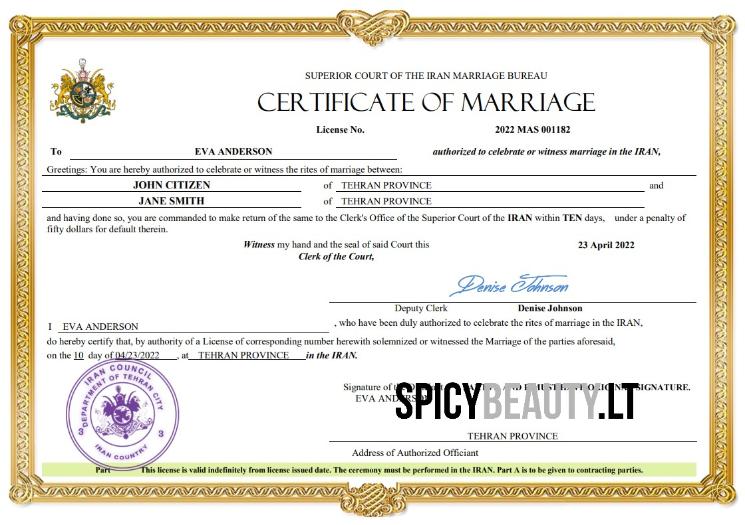 SUPERIOR COURT OF THE IRAN MARRIAGE BUREAU
CERTIFICATE OF MARRIAGE
License No. 2022 MAS 001182
To EVA ANDERSON authorized to celebrate or witness marriage in the IRAN,
Greetings: You are hereby authorized to celebrate or witness the rites of marriage between:
JOHN CITIZEN of TEHRAN PROVINCE and
JANE SMITH of TEHRAN PROVINCE
and having done so, you are commanded to make return of the same to the Clerk's Office of the Superior Court of the IRAN within TEN days, under a penalty of
fifty dollars for default therein.
Witness my hand and the seal of said Court this 23 April 2022
Clerk of the Court,
Denise Johnson
Deputy Clerk Denise Johnson
I EVA ANDERSON , who have been duly authorized to celebrate the rites of marriage in the IRAN,
do hereby certify that, by authority of a License of corresponding number herewith solemnized or witnessed the Marriage of the parties aforesaid,
on the 10 day of 04/23/2022 , at TEHRAN PROVINCE in the IRAN.
IRAN COUNCIL
DEPARTMENT OF TEHRAN CITY
3 3
IRAN COUNTRY
Signature of SIGNATURE.
EVA
SPICYBEAUTY.LT
TEHRAN PROVINCE
Address of Authorized Officiant
Part This license is valid indefinitely from license issued date. The ceremony must be performed in the IRAN. Part A is to be given to contracting parties.